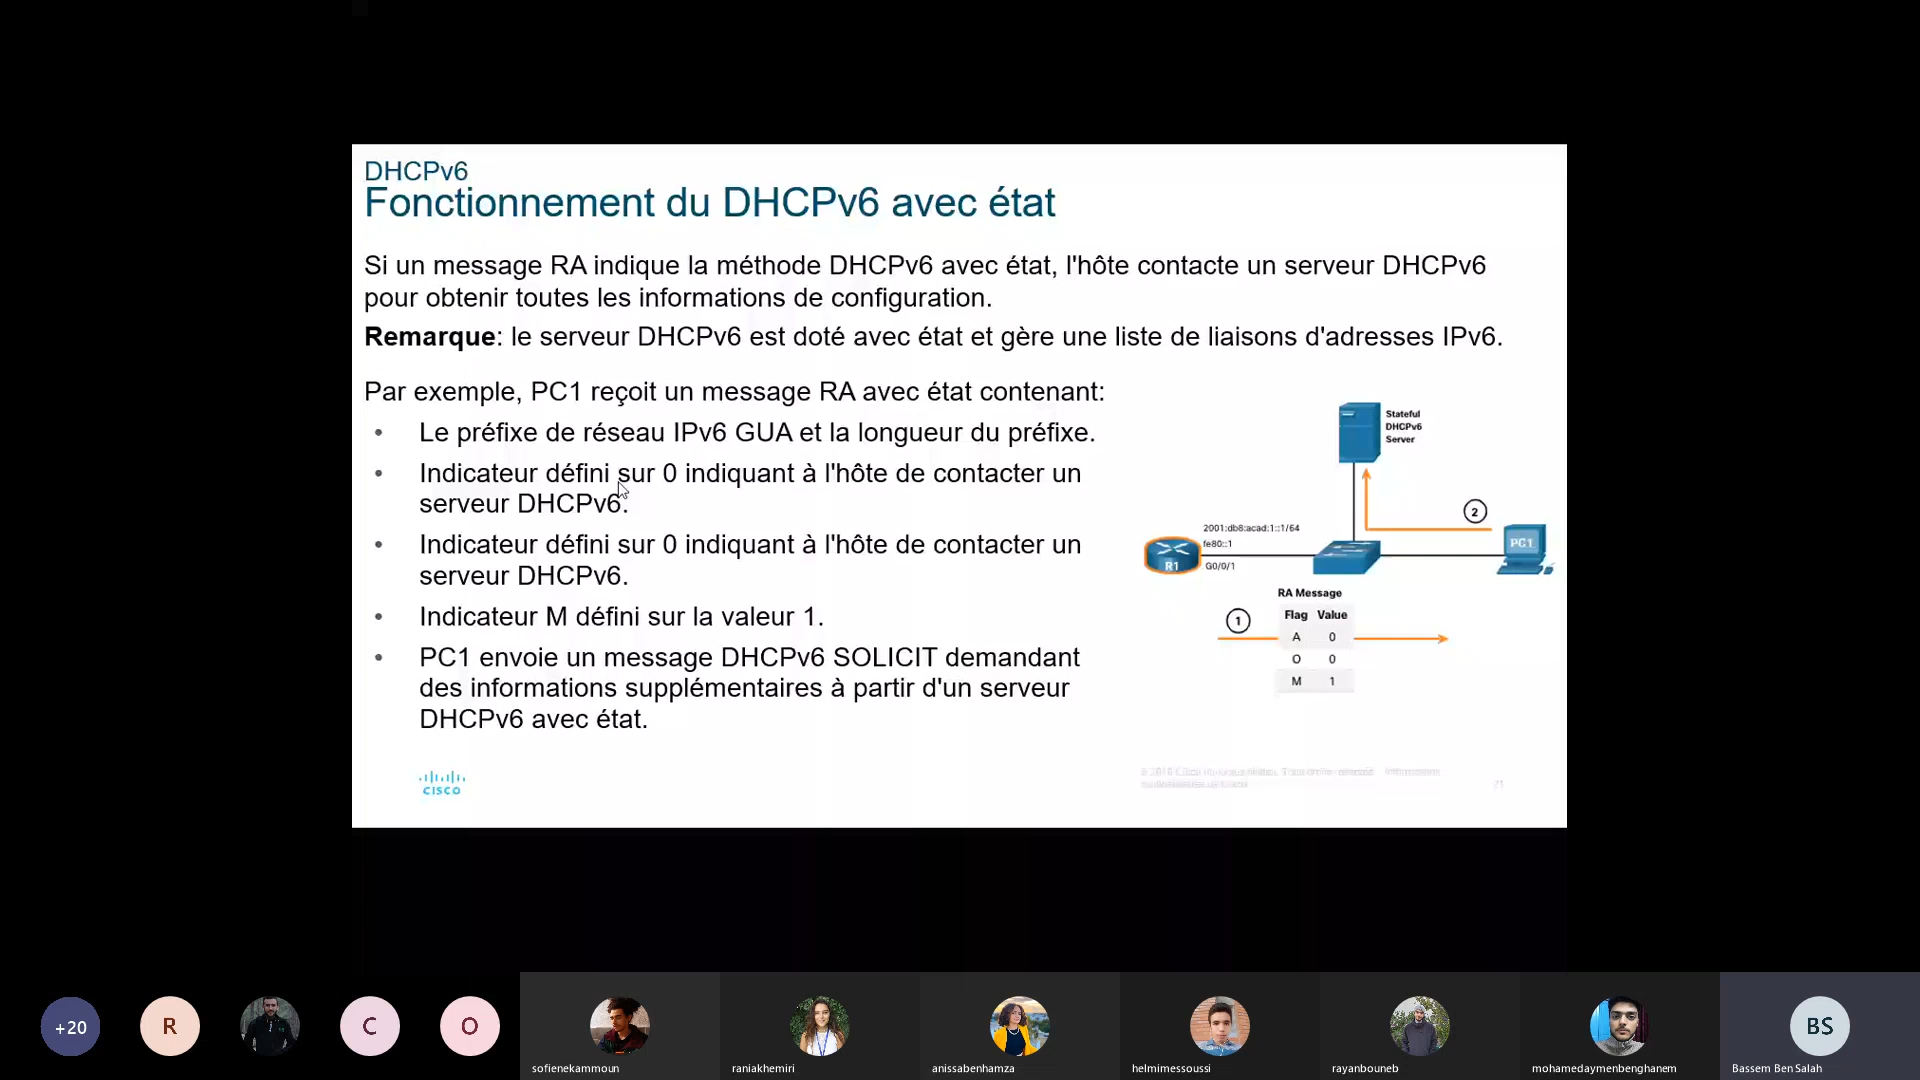 DHCPv6
Fonctionnement du DHCPv6 avec état
Si un message RA indique la méthode DHCPv6 avec état, l'hôte contacte un serveur DHCPv6
pour obtenir toutes les informations de configuration.
Remarque: le serveur DHCPv6 est doté avec état et gère une liste de liaisons d'adresses IPv6.
Par exemple, PC1 reçoit un message RA avec état contenant:
• Le préfixe de réseau IPv6 GUA et la longueur du préfixe.
• Indicateur défini sur 0 indiquant à l'hôte de contacter un
serveur DHCPv6.
• Indicateur défini sur 0 indiquant à l'hôte de contacter un
serveur DHCPv6.
• Indicateur M défini sur la valeur 1.
• PC1 envoie un message DHCPv6 SOLICIT demandant
des informations supplémentaires à partir d'un serveur
DHCPv6 avec état.
Stateful
DHCPv6
Server
2
2001:db8:acad:1::1/64
fe80::1
G0/0/1
R1
PC1
RA Message
1
Flag Value
A 0
O 0
M 1
CISCO
21
+20
R
C
O
BS
sofienekammoun
raniakhemiri
anissabenhamza
helmimessoussi
rayanbouneb
mohamedaymenbenghanem
Bassem Ben Salah